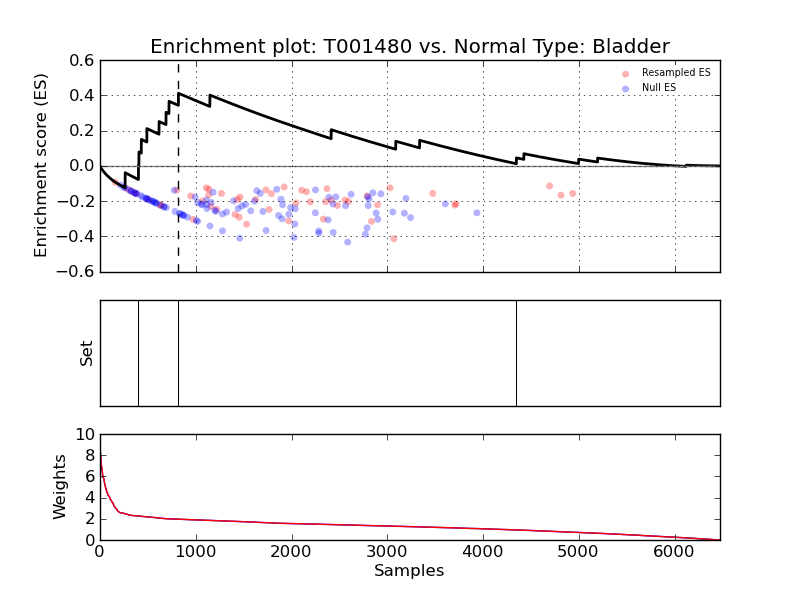 Enrichment plot: T001480 vs. Normal Type: Bladder
Enrichment score (ES)
0.6
0.4
0.2
0.0
−0.2
−0.4
−0.6
Resampled ES
Null ES
Set
Weights
10
8
6
4
2
0
0 1000 2000 3000 4000 5000 6000
Samples